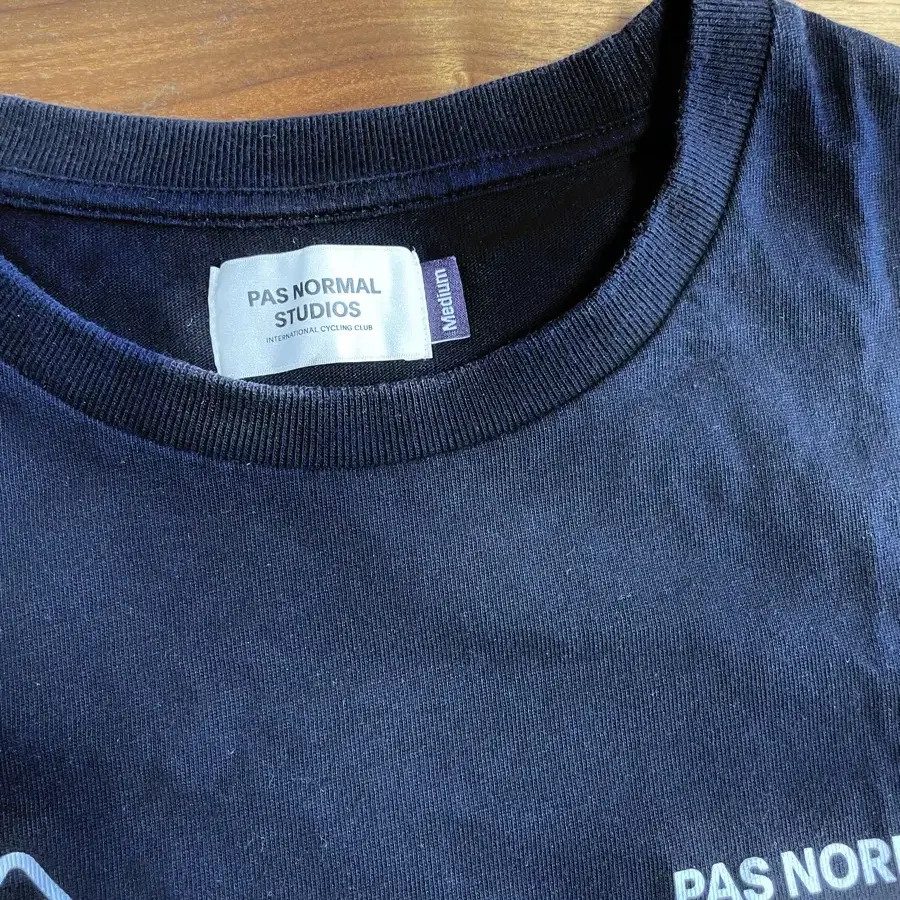 PAS NORMAL
STUDIOS
INTERNATIONAL CYCLING CLUB
Medium
PAS NOR